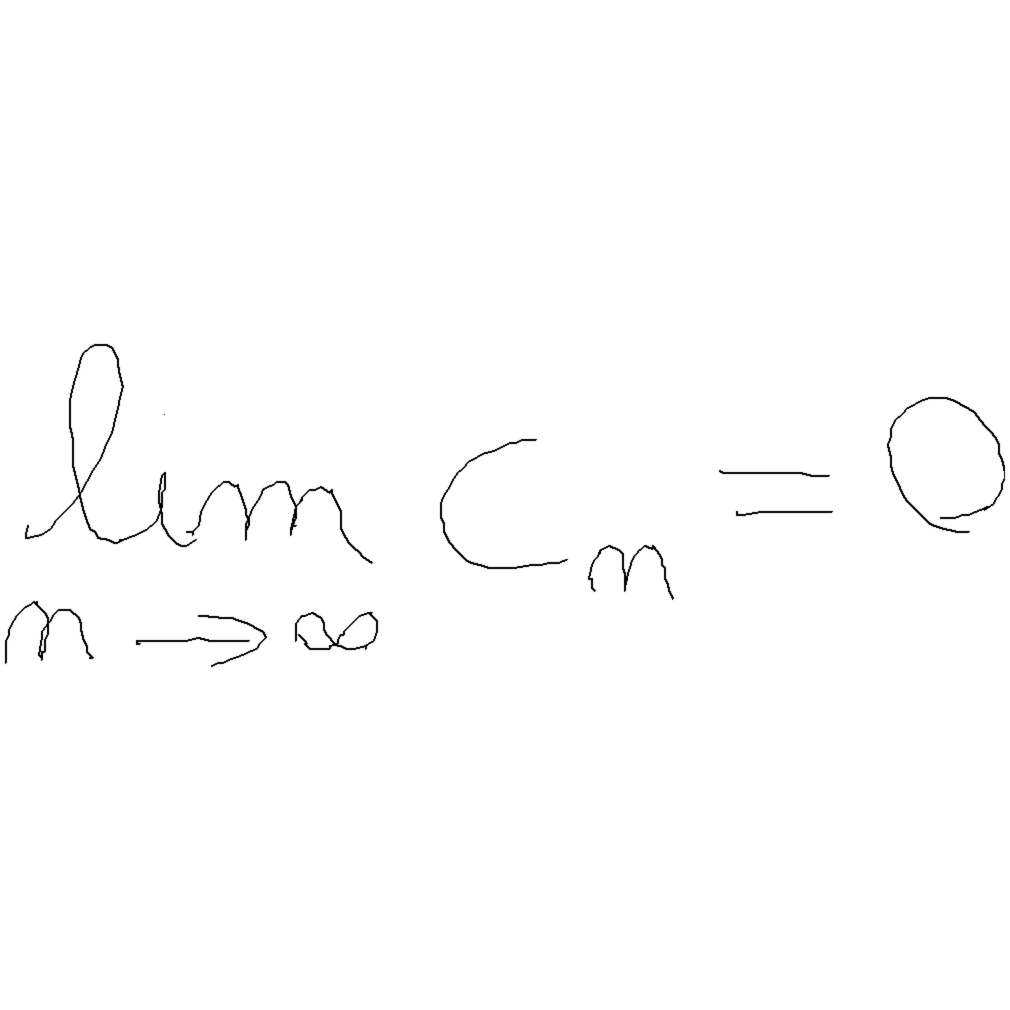 lim c_n = 0
n → ∞